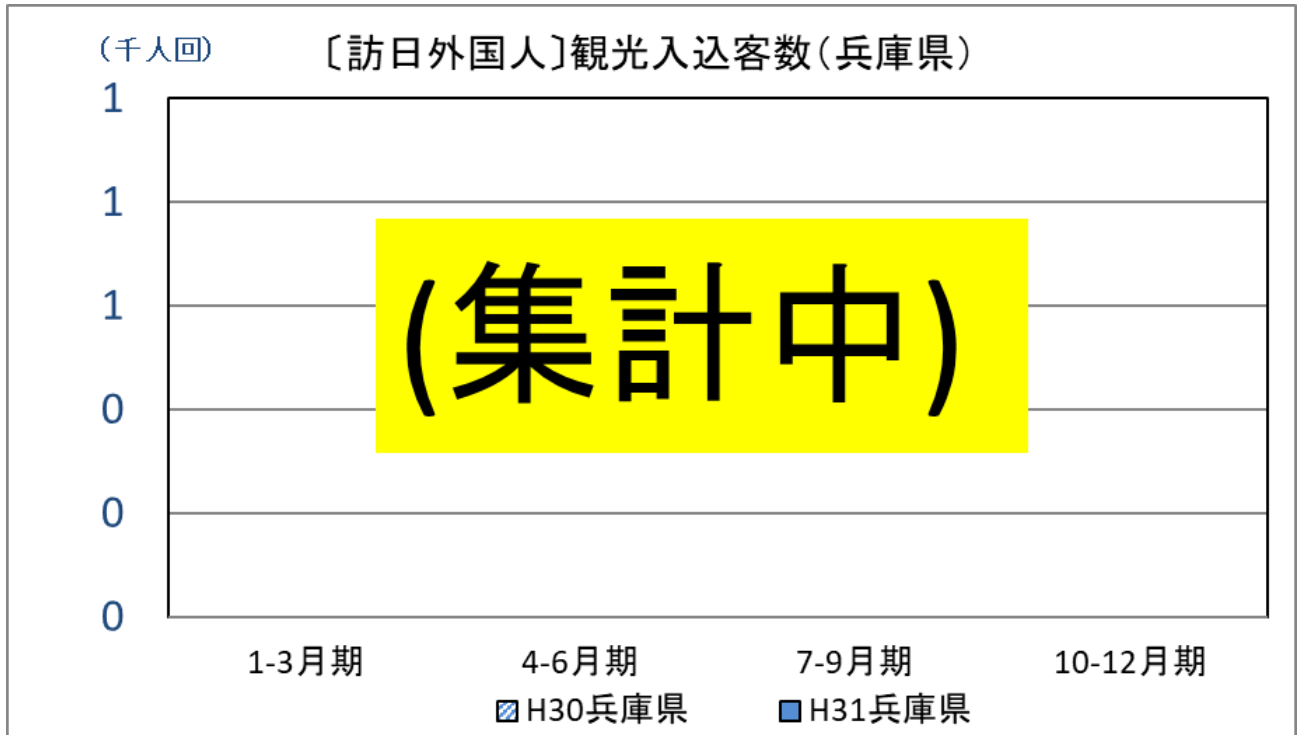 (千人回)
〔訪日外国人〕観光入込客数(兵庫県)
1
1
1
0
0
0
(集計中)
1-3月期
4-6月期
7-9月期
10-12月期
H30兵庫県
H31兵庫県